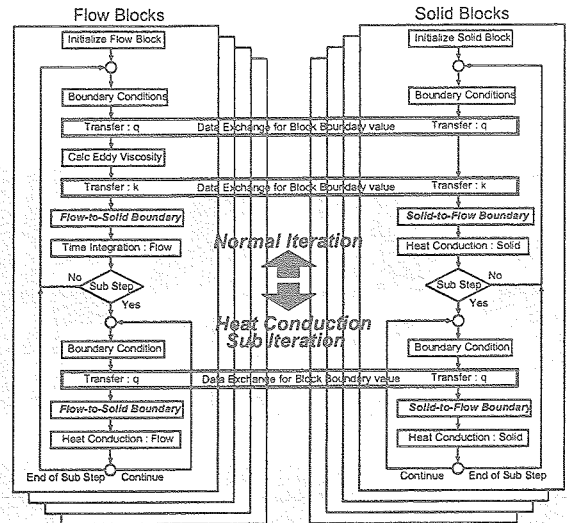 Flow Blocks
Solid Blocks
Initialize Flow Block
Initialize Solid Block
Boundary Conditions
Boundary Conditions
Transfer : q
Data Exchange for Block Boundary value
Transfer : q
Calc Eddy Viscosity
Transfer : k
Data Exchange for Block Boundary value
Transfer : k
Flow-to-Solid Boundary
Solid-to-Flow Boundary
Time Integration : Flow
Heat Conduction : Solid
Normal Iteration
No
Sub Step
Yes
No
Sub Step
Yes
Heat Conduction
Sub Iteration
Boundary Condition
Boundary Condition
Transfer : q
Data Exchange for Block Boundary value
Transfer : q
Flow-to-Solid Boundary
Solid-to-Flow Boundary
Heat Conduction : Flow
Heat Conduction : Solid
End of Sub Step
Continue
Continue
End of Sub Step